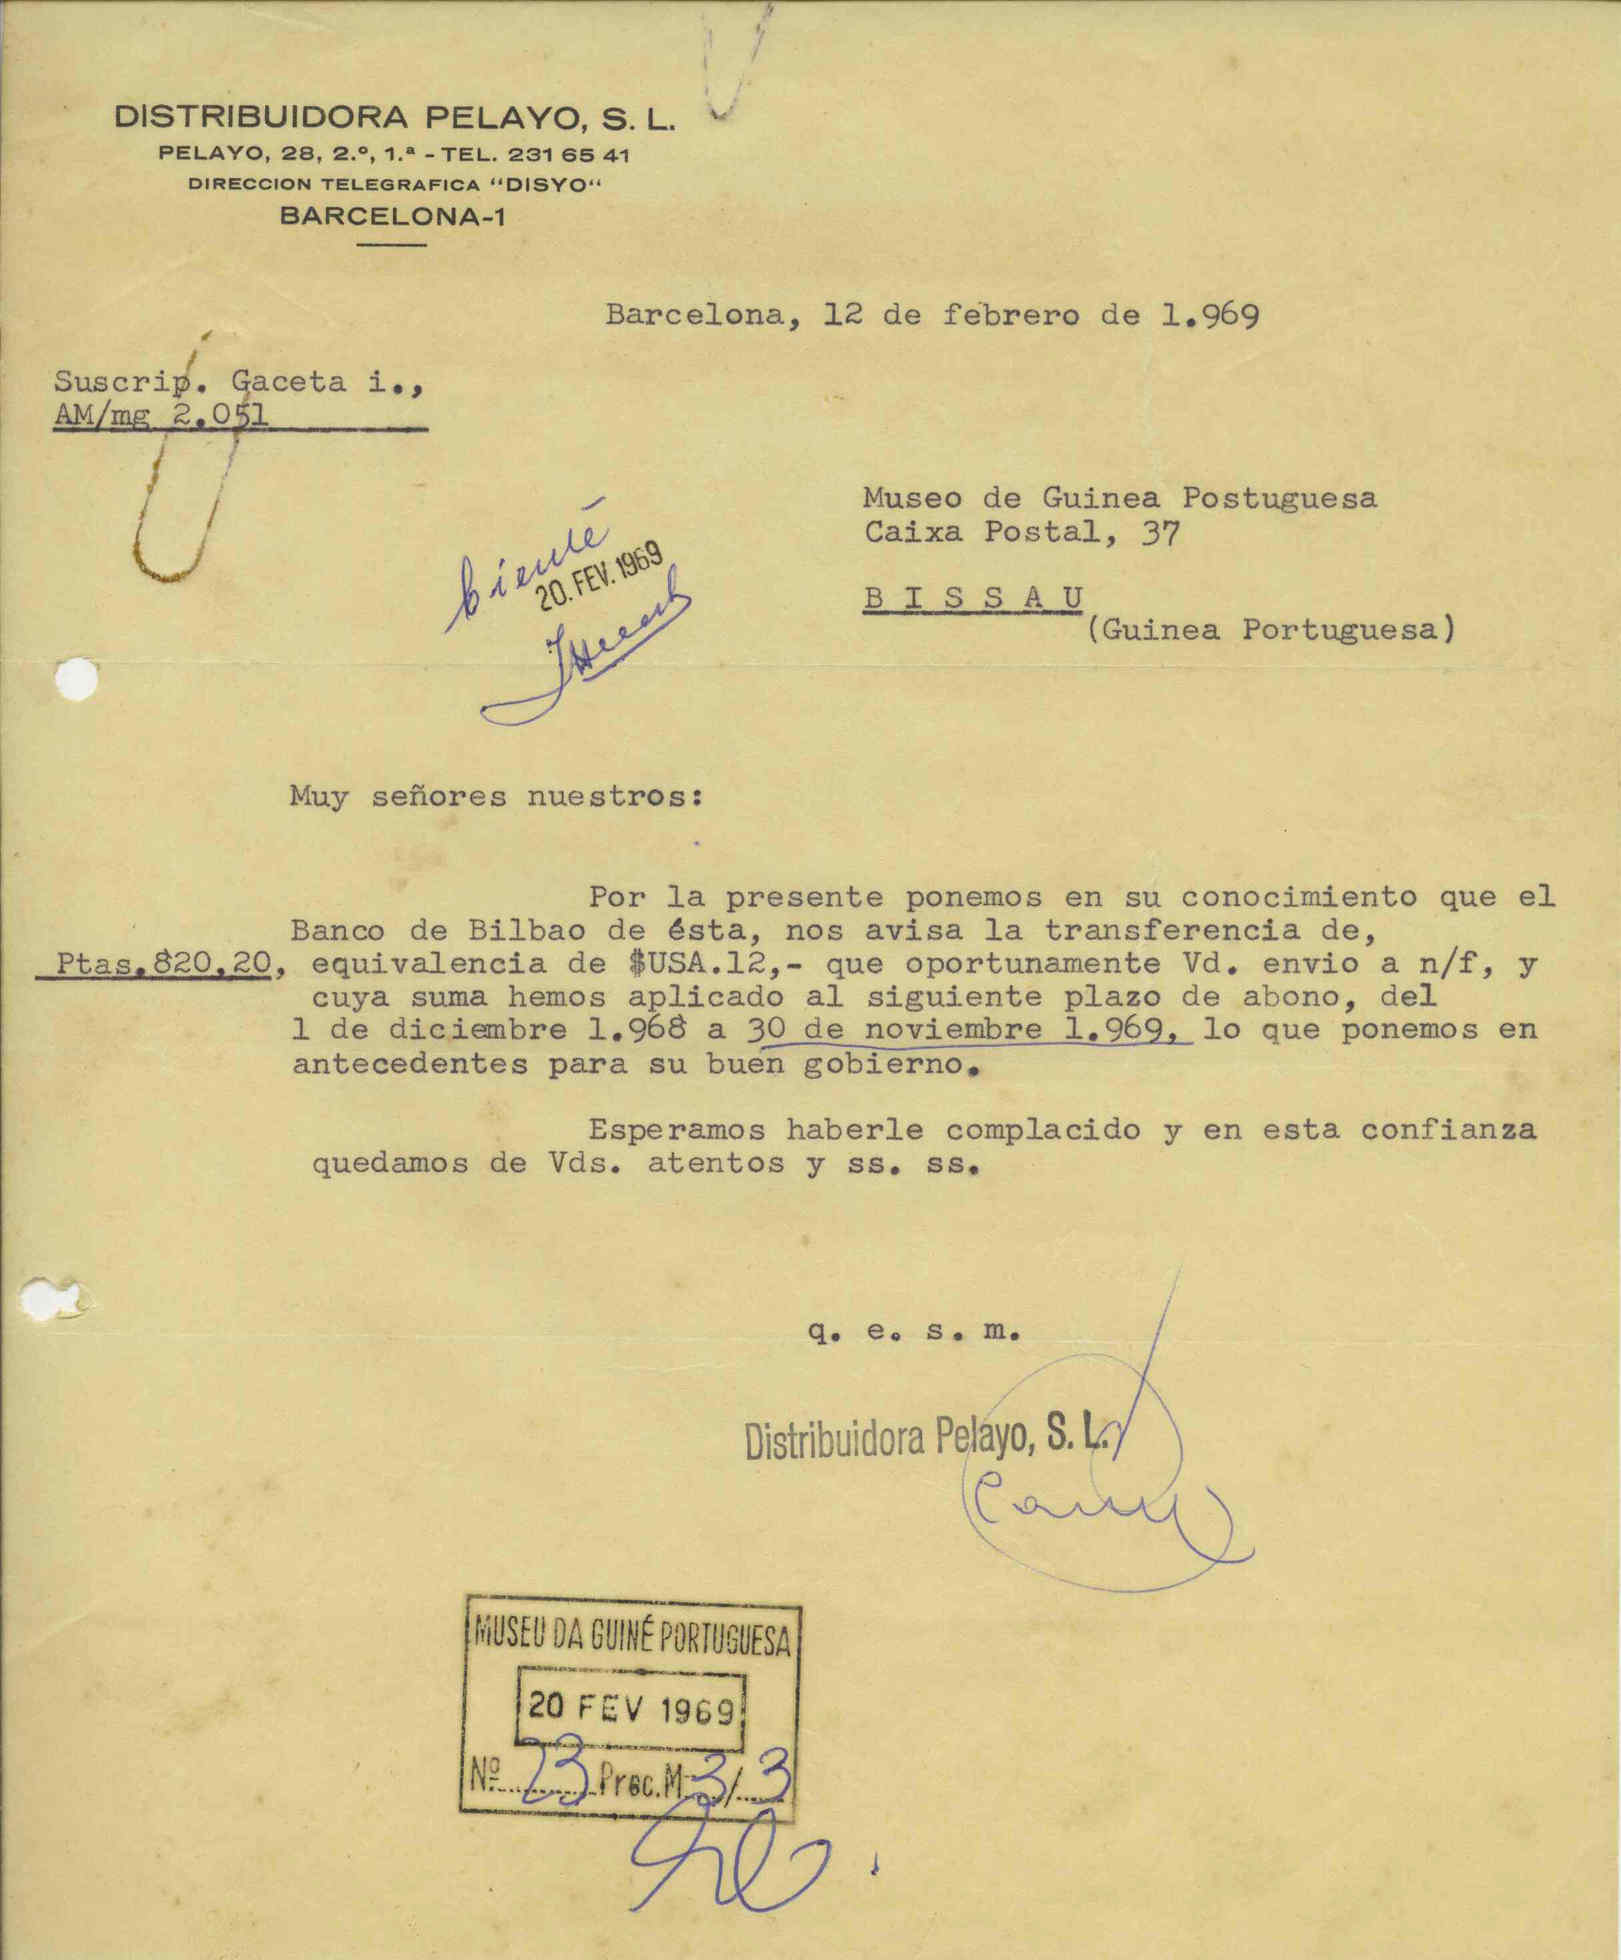 DISTRIBUIDORA PELAYO, S. L.
PELAYO, 28, 2.º, 1.ª - TEL. 231 65 41
DIRECCION TELEGRAFICA "DISYO"
BARCELONA-1
Barcelona, 12 de febrero de 1.969
Suscrip. Gaceta i.,
AM/mg 2.051
Museo de Guinea Postuguesa
Caixa Postal, 37
B I S S A U
(Guinea Portuguesa)
20. FEV. 1969
Muy señores nuestros:
Por la presente ponemos en su conocimiento que el
Banco de Bilbao de ésta, nos avisa la transferencia de,
Ptas.820,20, equivalencia de $USA.12,- que oportunamente Vd. envio a n/f, y
cuya suma hemos aplicado al siguiente plazo de abono, del
1 de diciembre 1.968 a 30 de noviembre 1.969, lo que ponemos en
antecedentes para su buen gobierno.
Esperamos haberle complacido y en esta confianza
quedamos de Vds. atentos y ss. ss.
q. e. s. m.
Distribuidora Pelayo, S. L.
MUSEU DA GUINÉ PORTUGUESA
20 FEV 1969
Nº 23 Proc. M 3/3